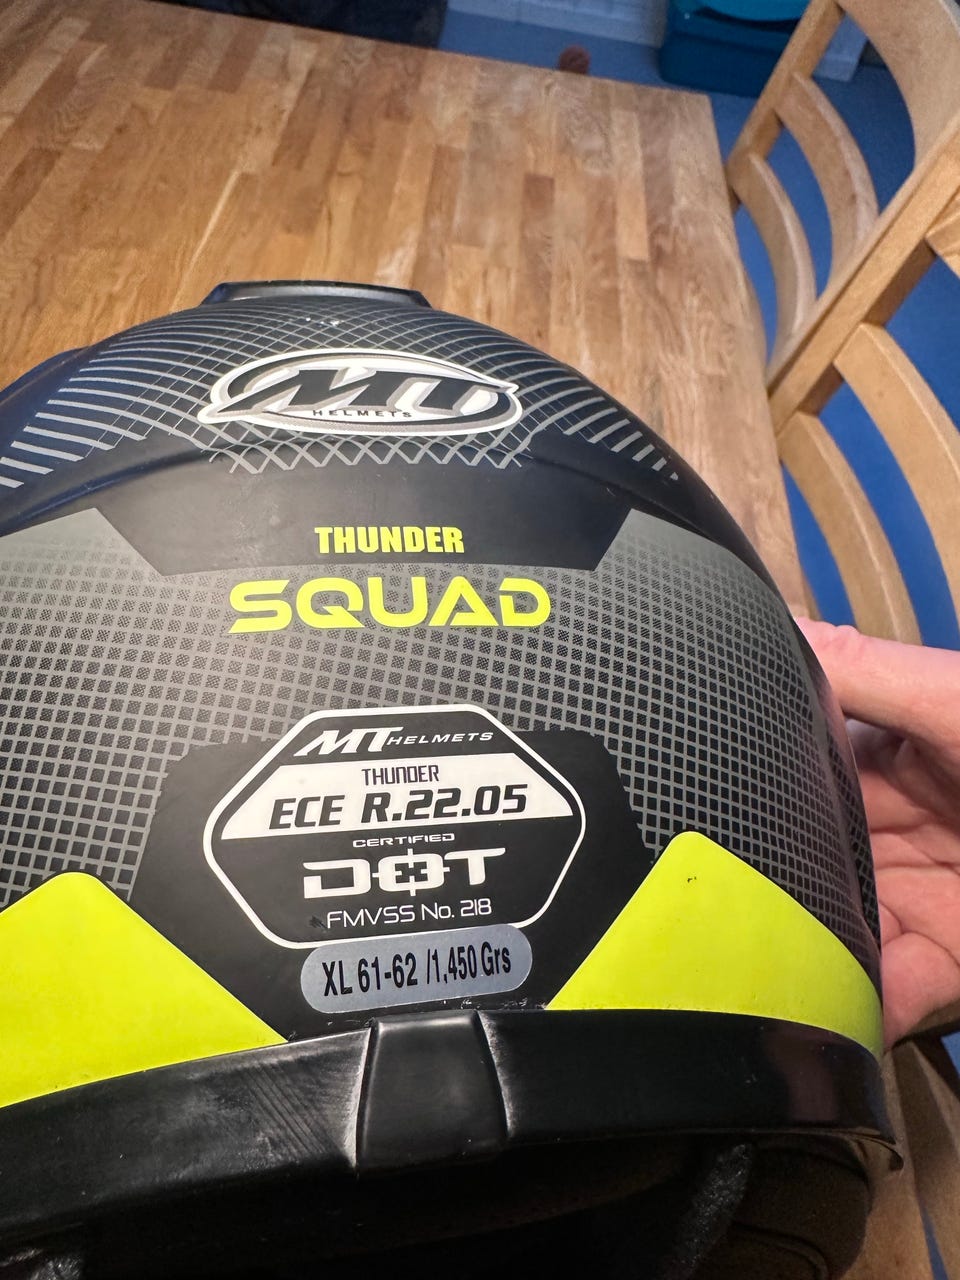 MT
HELMETS
THUNDER
SQUAD
MT HELMETS
THUNDER
ECE R.22.05
CERTIFIED
DOT
FMVSS No. 218
XL 61-62 /1,450 Grs